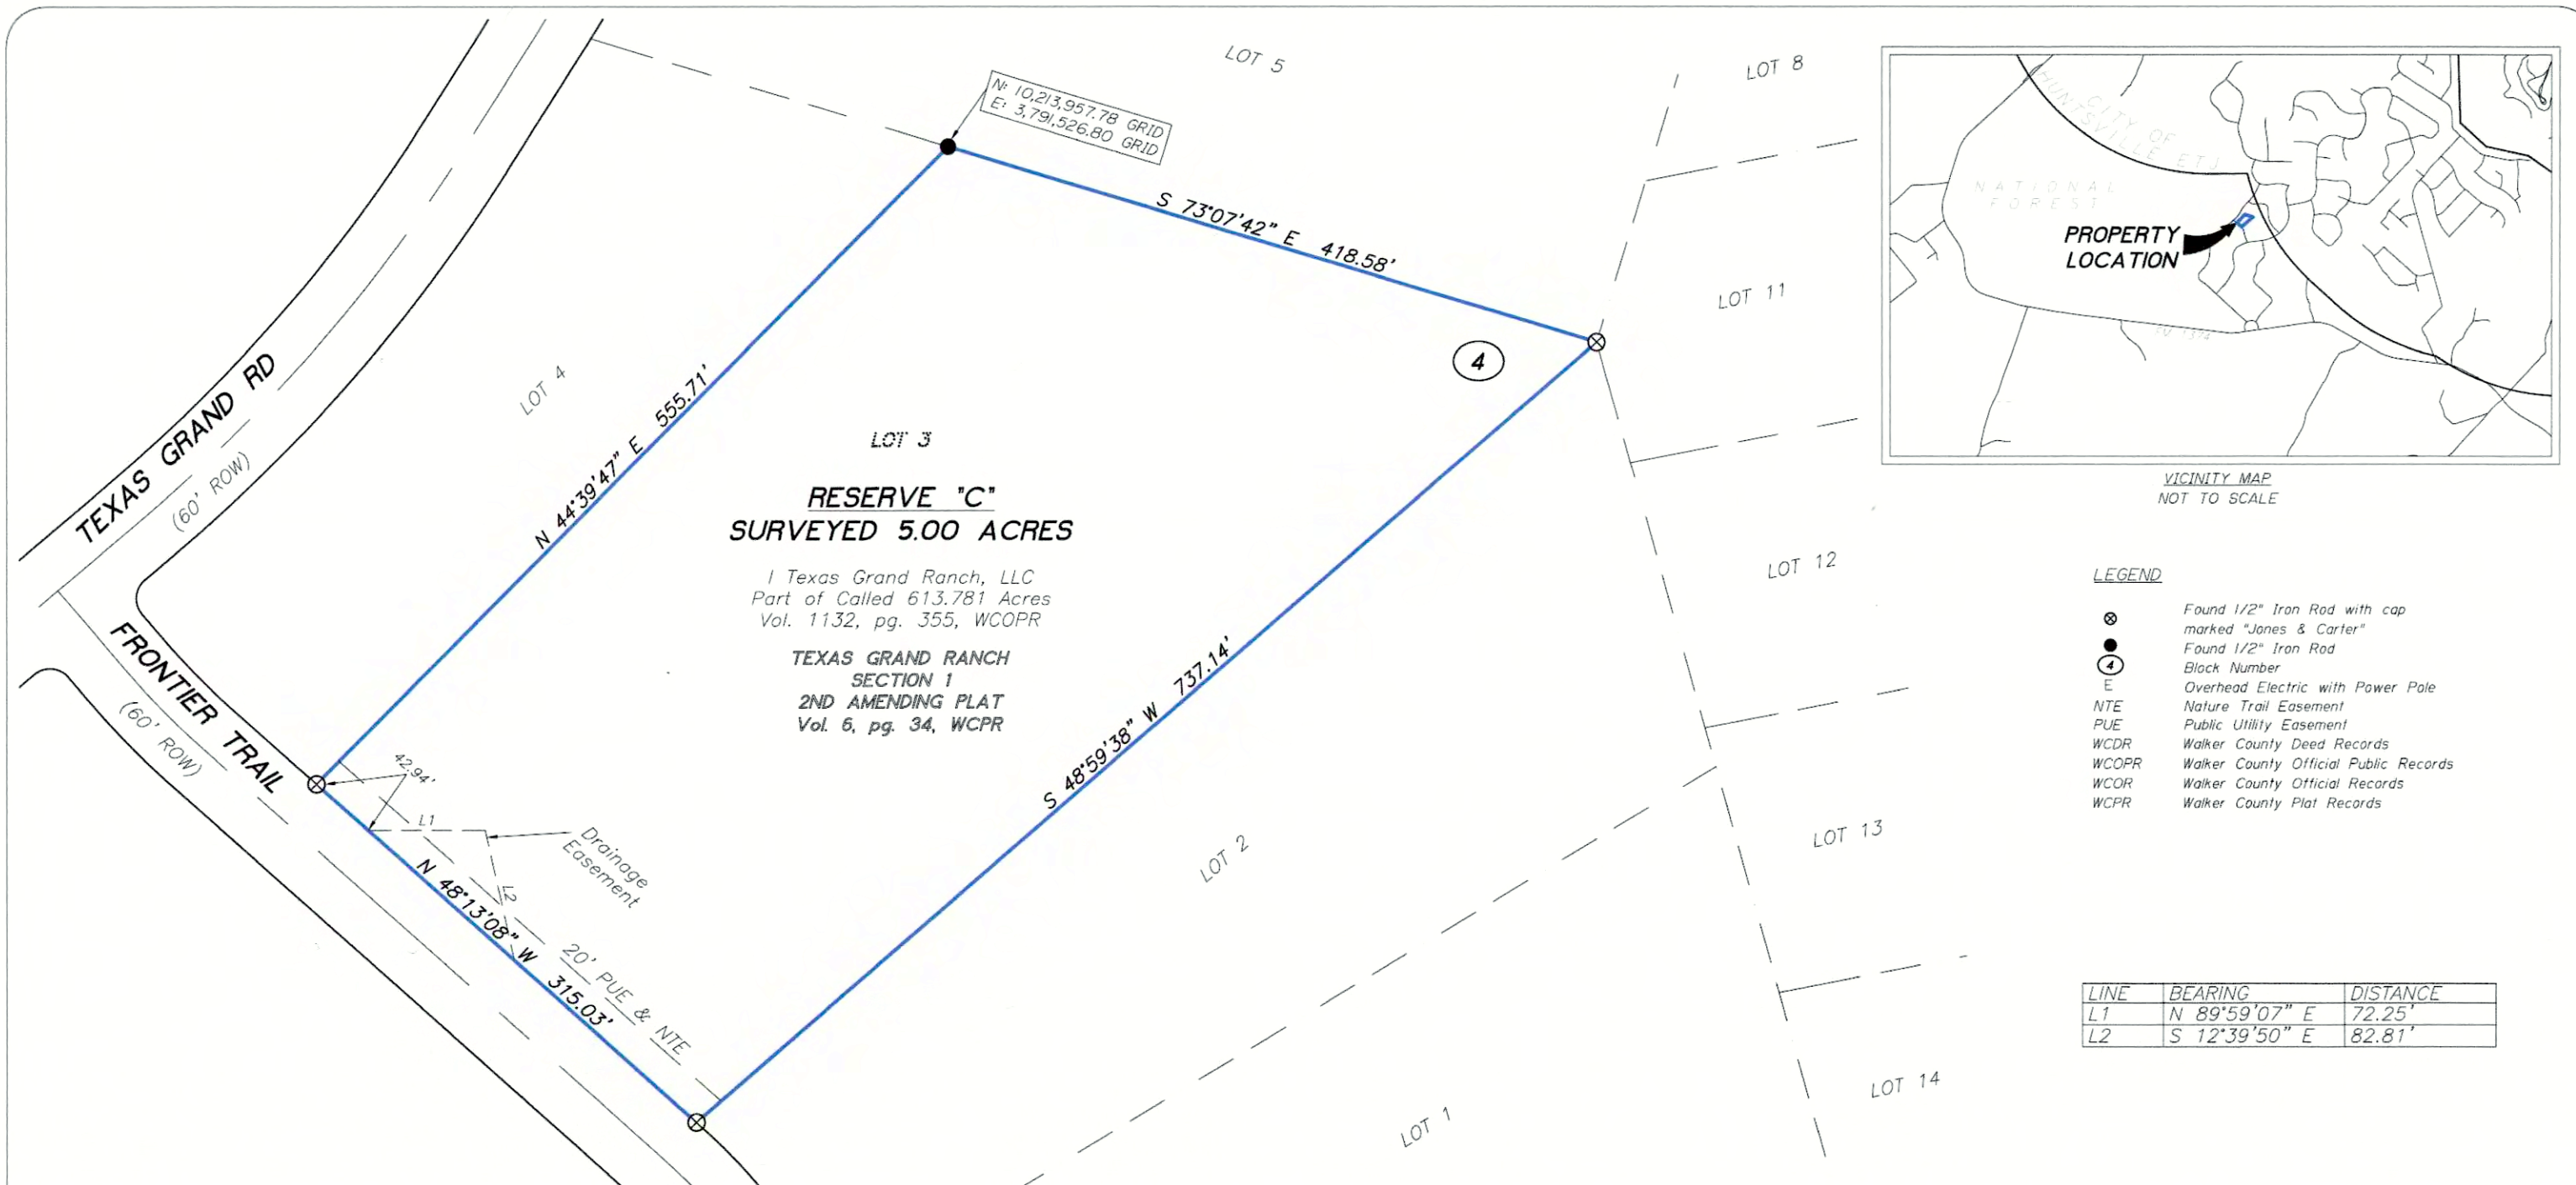 LOT 5
LOT 8
N: 10,213,957.78 GRID
E: 3,791,526.80 GRID
S 73°07'42" E 418.58'
LOT 11
4
LOT 4
N 44°39'47" E 555.71'
TEXAS GRAND RD
(60' ROW)
LOT 3
RESERVE "C"
SURVEYED 5.00 ACRES
1 Texas Grand Ranch, LLC
Part of Called 613.781 Acres
Vol. 1132, pg. 355, WCOPR
TEXAS GRAND RANCH
SECTION 1
2ND AMENDING PLAT
Vol. 6, pg. 34, WCPR
LOT 12
FRONTIER TRAIL
(60' ROW)
42.94'
L1
L2
Drainage
Easement
N 48°13'08" W 315.03'
20' PUE & NTE
S 48°59'38" W 737.14'
LOT 2
LOT 13
LOT 1
LOT 14
CITY OF
HUNTSVILLE ETJ
NATIONAL
FOREST
PROPERTY
LOCATION
FM 1374
VICINITY MAP
NOT TO SCALE
LEGEND
Found 1/2" Iron Rod with cap
marked "Jones & Carter"
Found 1/2" Iron Rod
4 Block Number
E Overhead Electric with Power Pole
NTE Nature Trail Easement
PUE Public Utility Easement
WCDR Walker County Deed Records
WCOPR Walker County Official Public Records
WCOR Walker County Official Records
WCPR Walker County Plat Records
LINE BEARING DISTANCE
L1 N 89°59'07" E 72.25'
L2 S 12°39'50" E 82.81'